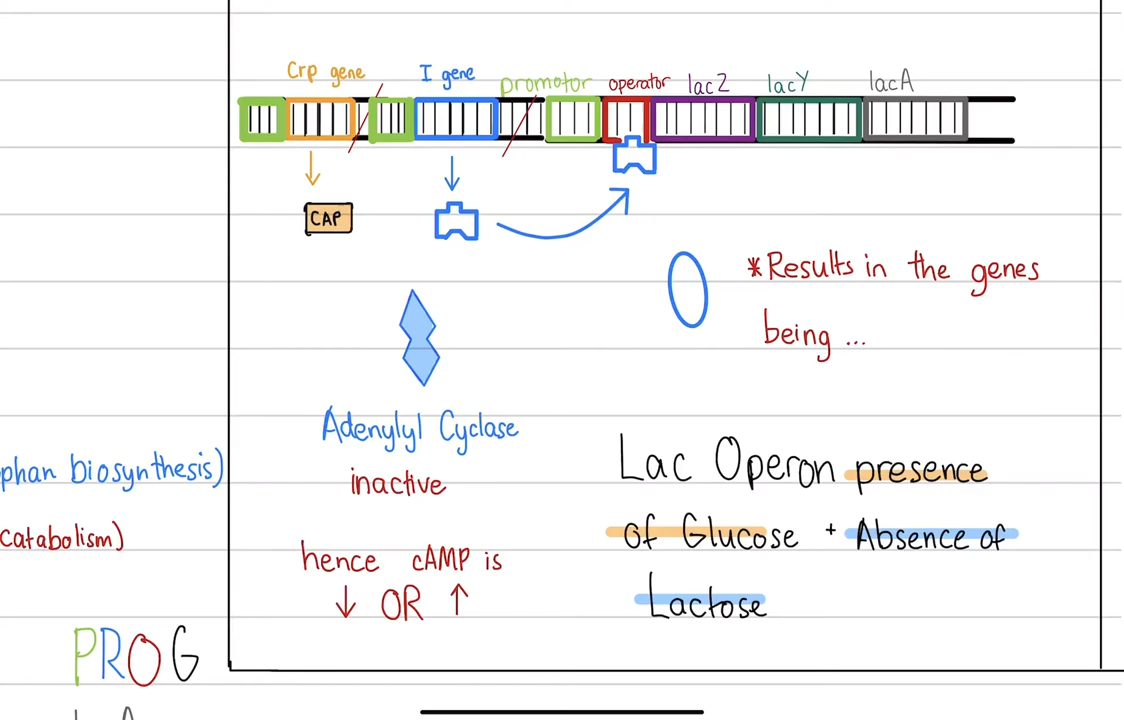 Crp gene
I gene
promotor
operator
lacZ
lacY
lacA
CAP
*Results in the genes
being ...
Adenylyl Cyclase
inactive
hence cAMP is
↓ OR ↑
Lac Operon presence
of Glucose + Absence of
Lactose
phan biosynthesis)
catabolism)
PROG